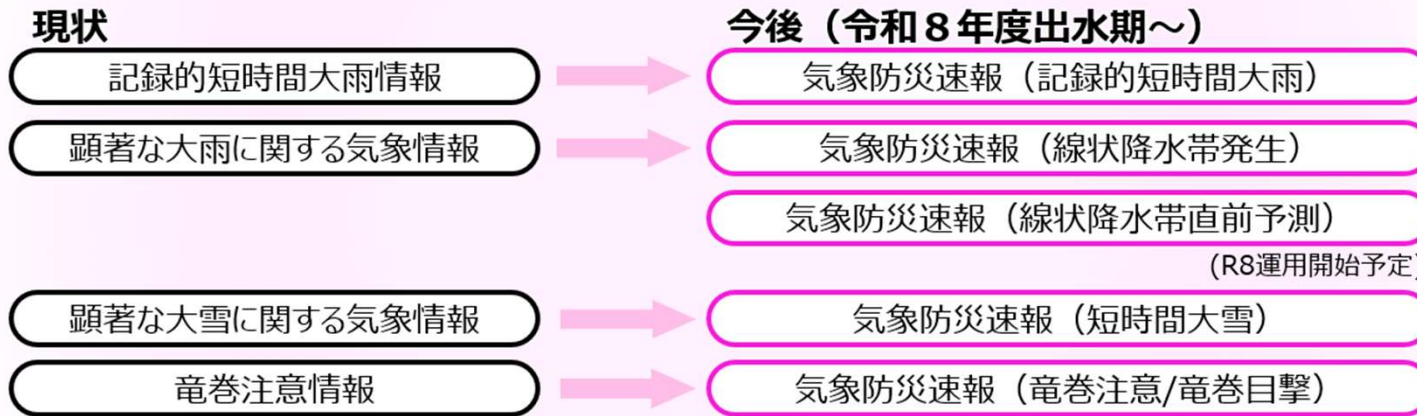 現状
今後（令和８年度出水期～）
記録的短時間大雨情報
気象防災速報（記録的短時間大雨）
顕著な大雨に関する気象情報
気象防災速報（線状降水帯発生）
気象防災速報（線状降水帯直前予測）
(R8運用開始予定)
顕著な大雪に関する気象情報
気象防災速報（短時間大雪）
竜巻注意情報
気象防災速報（竜巻注意/竜巻目撃）